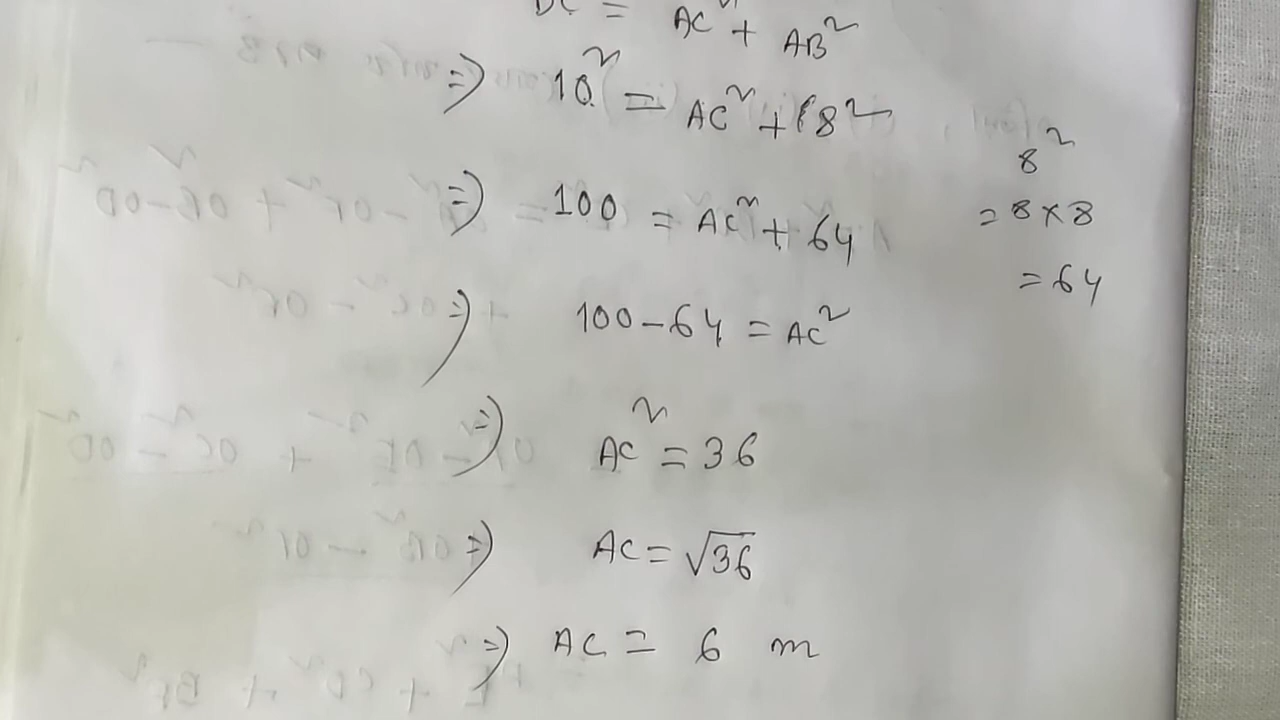 BC² = AC² + AB²
=> 10² = AC² + (8²
=> 100 = AC² + 64
=> 100 - 64 = AC²
=> AC² = 36
=> AC = √36
=> AC = 6 m
8²
= 8 × 8
= 64